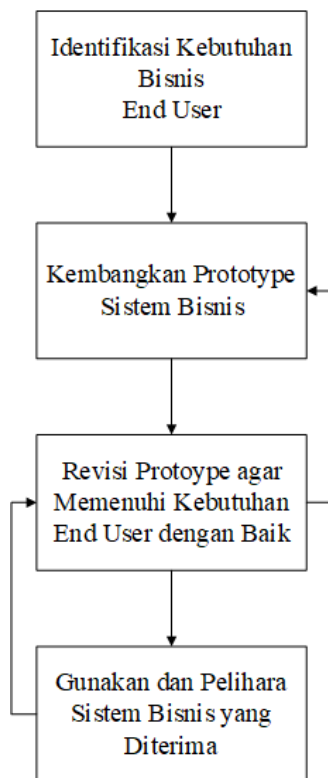 Identifikasi Kebutuhan
Bisnis
End User
Kembangkan Prototype
Sistem Bisnis
Revisi Protoype agar
Memenuhi Kebutuhan
End User dengan Baik
Gunakan dan Pelihara
Sistem Bisnis yang
Diterima